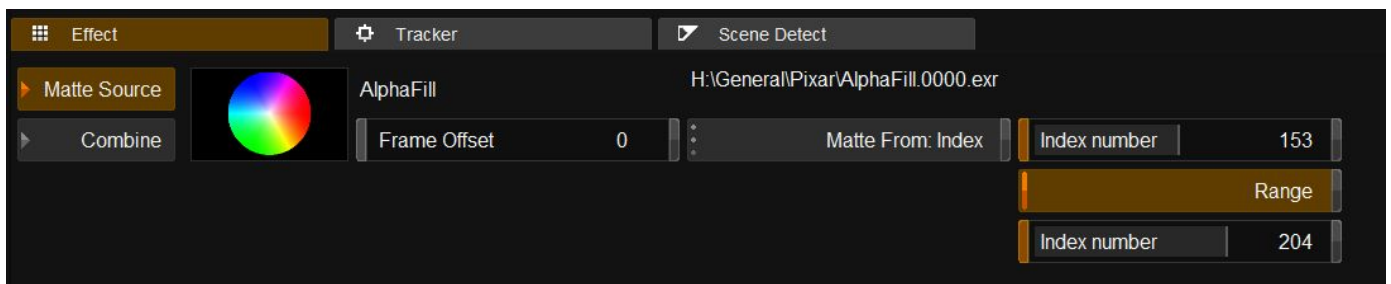 Effect
Tracker
Scene Detect
Matte Source
AlphaFill
H:\General\Pixar\AlphaFill.0000.exr
Combine
Frame Offset 0
Matte From: Index
Index number 153
Range
Index number 204